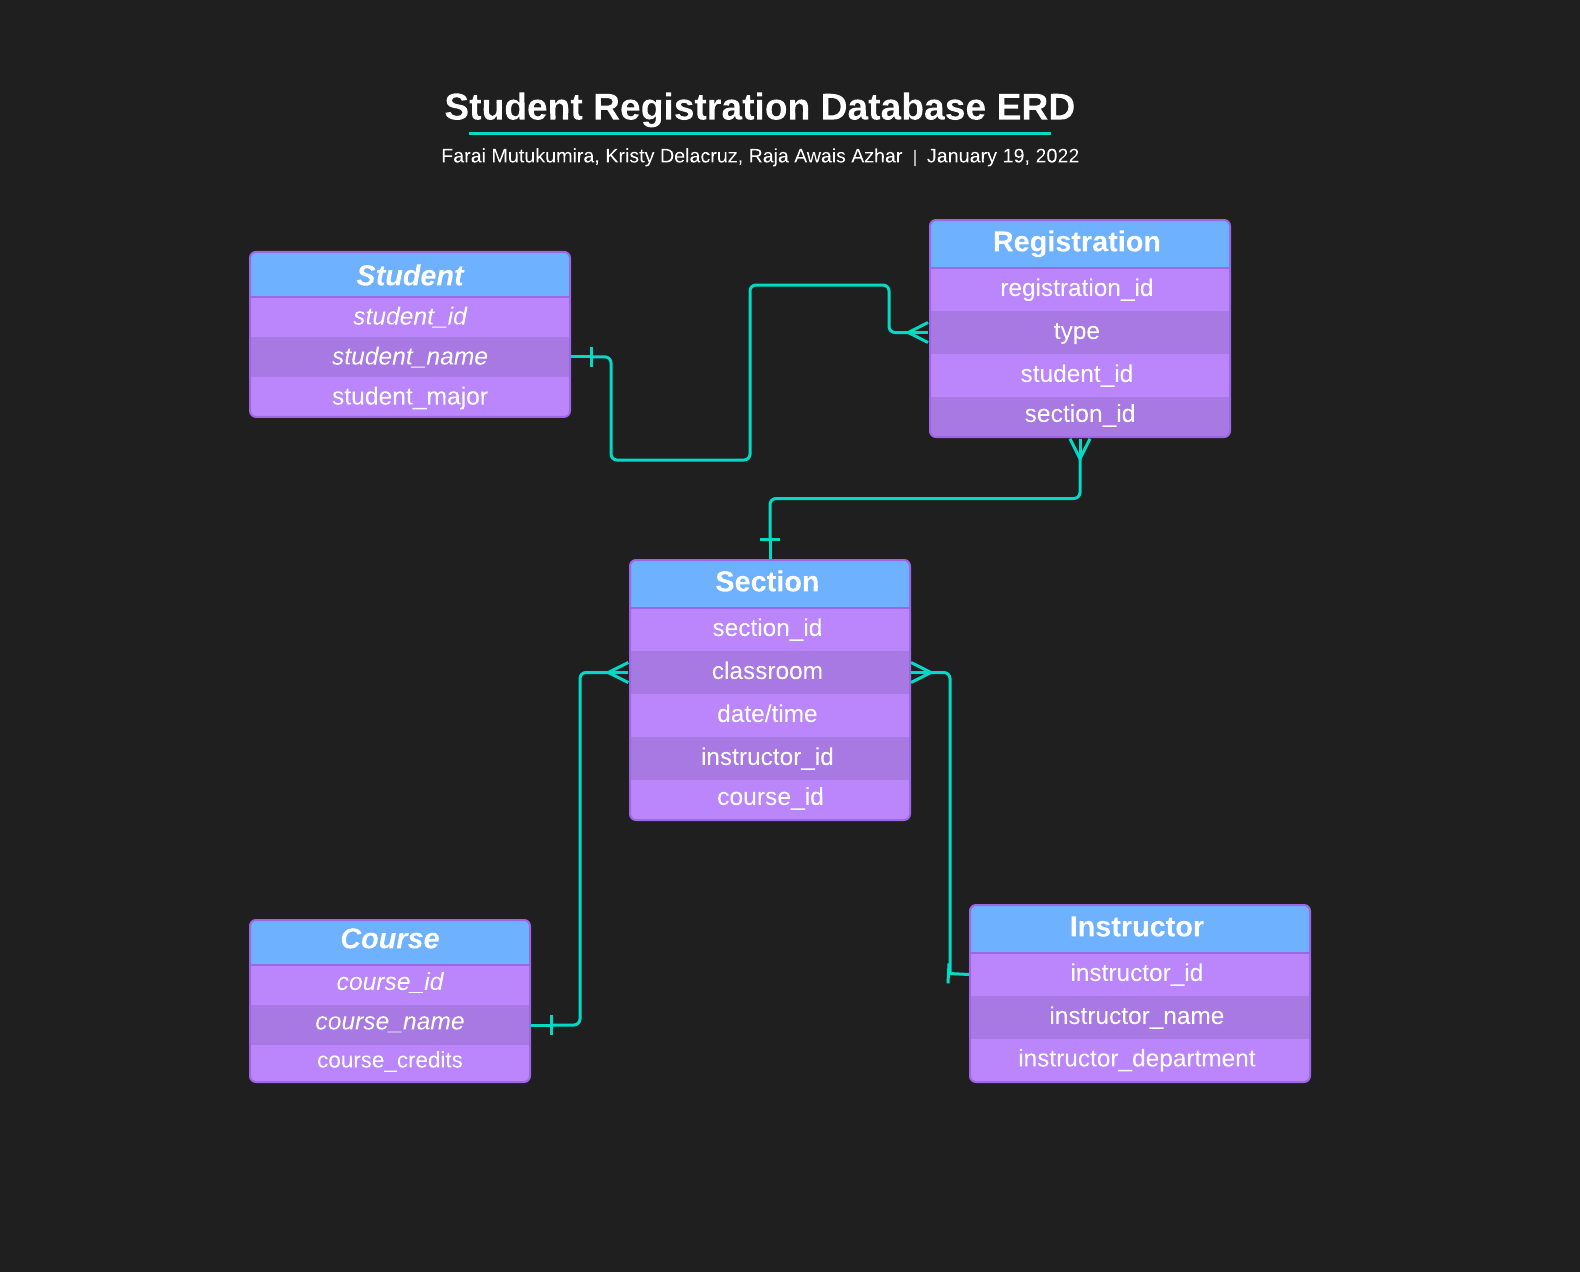 Student Registration Database ERD
Farai Mutukumira, Kristy Delacruz, Raja Awais Azhar | January 19, 2022
Student
student_id
student_name
student_major
Registration
registration_id
type
student_id
section_id
Section
section_id
classroom
date/time
instructor_id
course_id
Course
course_id
course_name
course_credits
Instructor
instructor_id
instructor_name
instructor_department